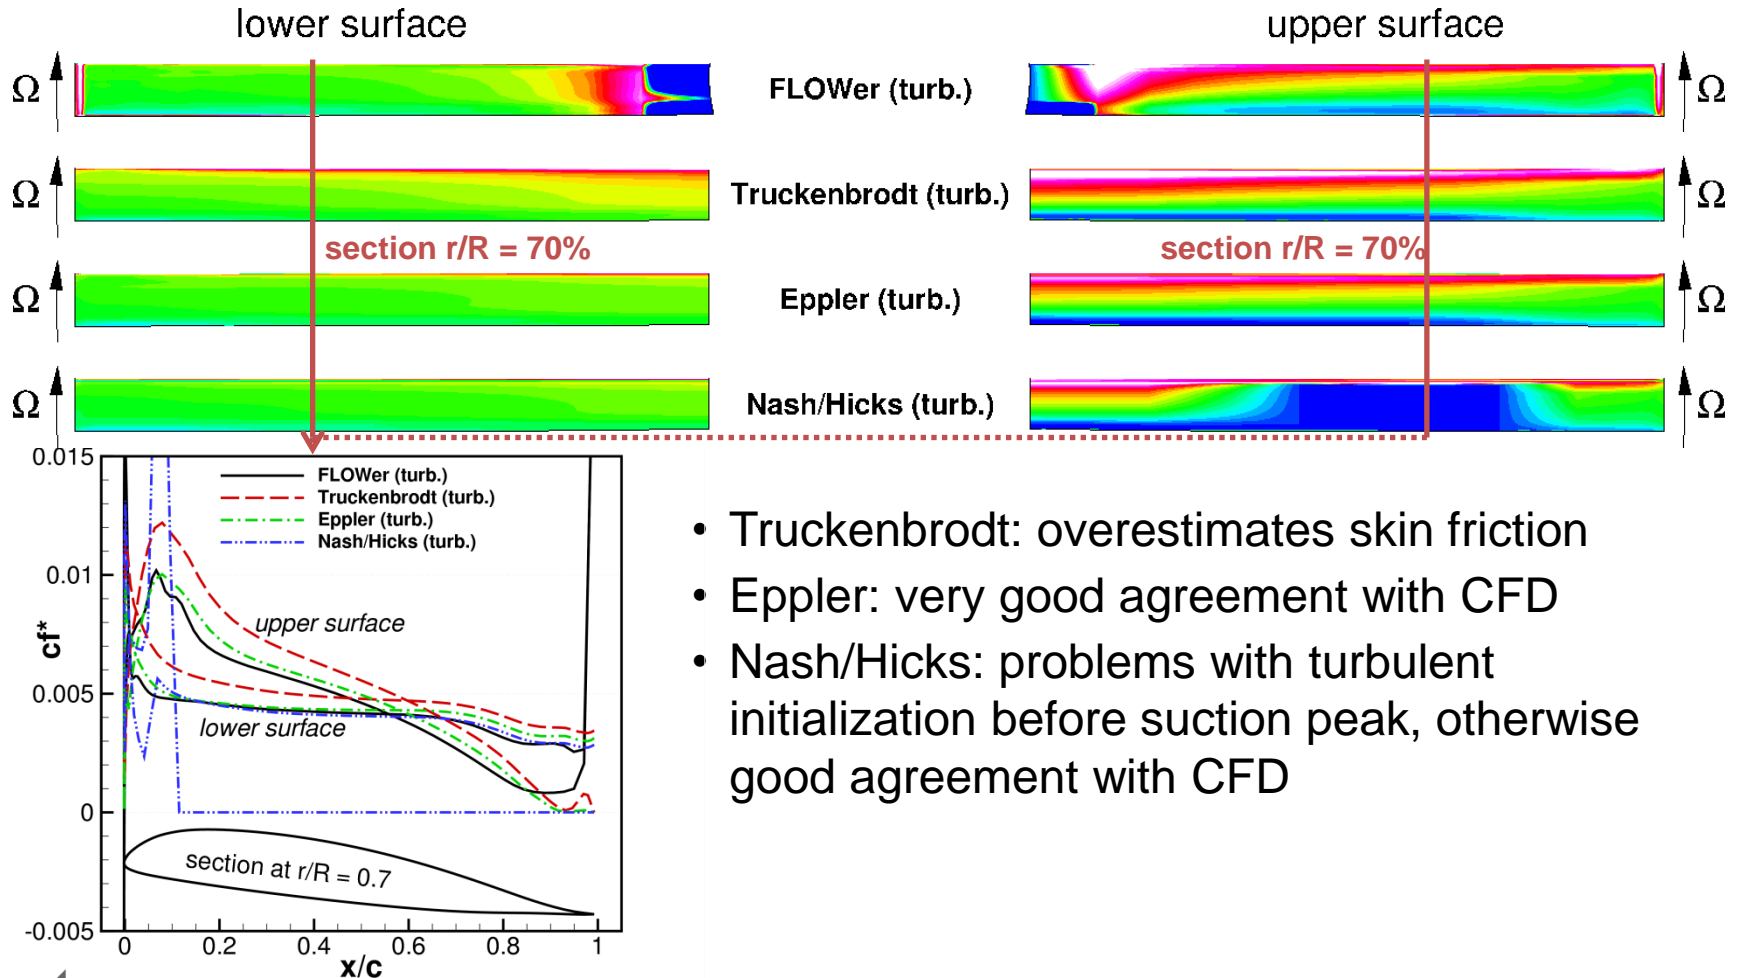 lower surface
upper surface
Ω
FLOWer (turb.)
Ω
Ω
Truckenbrodt (turb.)
Ω
section r/R = 70%
section r/R = 70%
Ω
Eppler (turb.)
Ω
Ω
Nash/Hicks (turb.)
Ω
0.015
0.01
0.005
0
-0.005
cf*
FLOWer (turb.)
Truckenbrodt (turb.)
Eppler (turb.)
Nash/Hicks (turb.)
upper surface
lower surface
section at r/R = 0.7
0
0.2
0.4
0.6
0.8
1
x/c
• Truckenbrodt: overestimates skin friction
• Eppler: very good agreement with CFD
• Nash/Hicks: problems with turbulent
initialization before suction peak, otherwise
good agreement with CFD